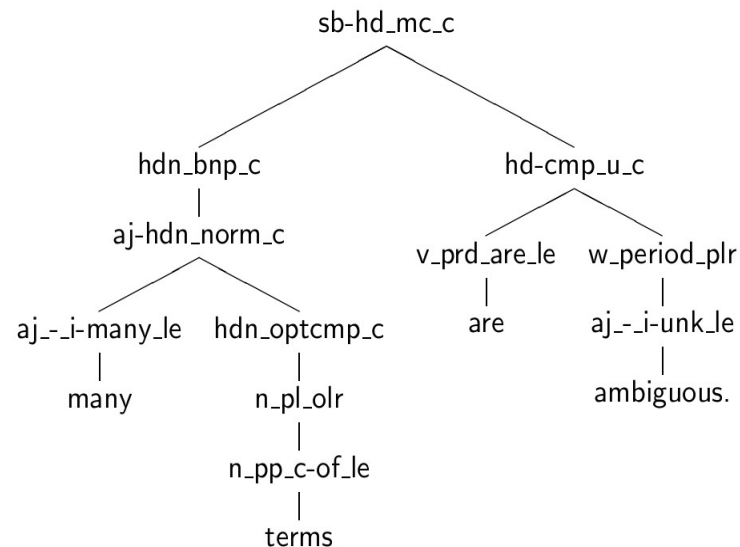 sb-hd_mc_c
hdn_bnp_c hd-cmp_u_c
aj-hdn_norm_c
v_prd_are_le w_period_plr
aj_-_i-many_le hdn_optcmp_c are aj_-_i-unk_le
many n_pl_olr ambiguous.
n_pp_c-of_le
terms